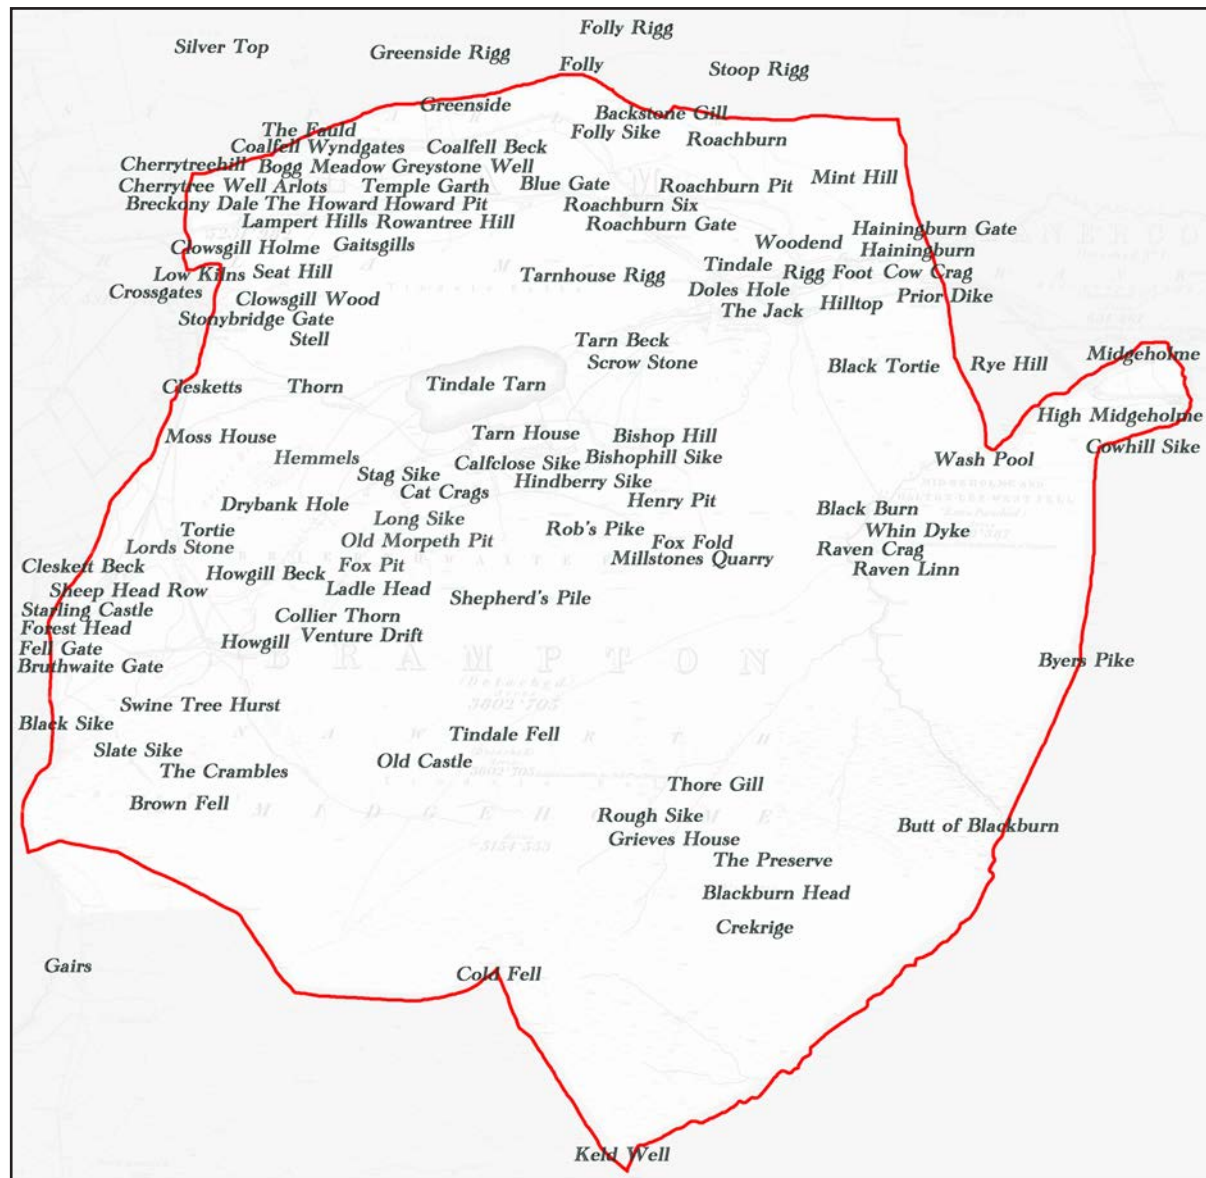 Folly Rigg
Silver Top
Greenside Rigg
Folly
Stoop Rigg
Greenside
Backstone Gill
The Fauld
Folly Sike
Roachburn
Coalfell Wyndgates
Coalfell Beck
Cherrytreehill
Bogg Meadow Greystone Well
Cherrytree Well Arlots
Temple Garth
Blue Gate
Roachburn Pit
Mint Hill
Breckony Dale The Howard Howard Pit
Roachburn Six
Lampert Hills Rowantree Hill
Roachburn Gate
Hainingburn Gate
Clowsgill Holme
Gaitsgills
Woodend
Hainingburn
Low Kilns
Seat Hill
Tarnhouse Rigg
Tindale
Rigg Foot
Cow Crag
Crossgates
Clowsgill Wood
Doles Hole
Hilltop
Prior Dike
The Jack
Stonybridge Gate
Stell
Tarn Beck
Scrow Stone
Black Tortie
Rye Hill
Midgeholme
Clesketts
Thorn
Tindale Tarn
High Midgeholme
Moss House
Tarn House
Bishop Hill
Cowhill Sike
Hemmels
Calfclose Sike
Bishophill Sike
Wash Pool
Stag Sike
Hindberry Sike
Cat Crags
Drybank Hole
Henry Pit
Black Burn
Long Sike
Tortie
Rob's Pike
Whin Dyke
Lords Stone
Old Morpeth Pit
Fox Fold
Raven Crag
Cleskett Beck
Howgill Beck
Fox Pit
Millstones Quarry
Raven Linn
Sheep Head Row
Ladle Head
Shepherd's Pile
Starling Castle
Collier Thorn
Forest Head
Howgill
Venture Drift
Fell Gate
BRAMPTON
Bruthwaite Gate
Byers Pike
(Detached)
3802·705
Swine Tree Hurst
Black Sike
Tindale Fell
Slate Sike
Old Castle
The Crambles
Thore Gill
Brown Fell
MIDGEHOLME
Rough Sike
Butt of Blackburn
Grieves House
The Preserve
Blackburn Head
Crekrige
Gairs
Cold Fell
Keld Well